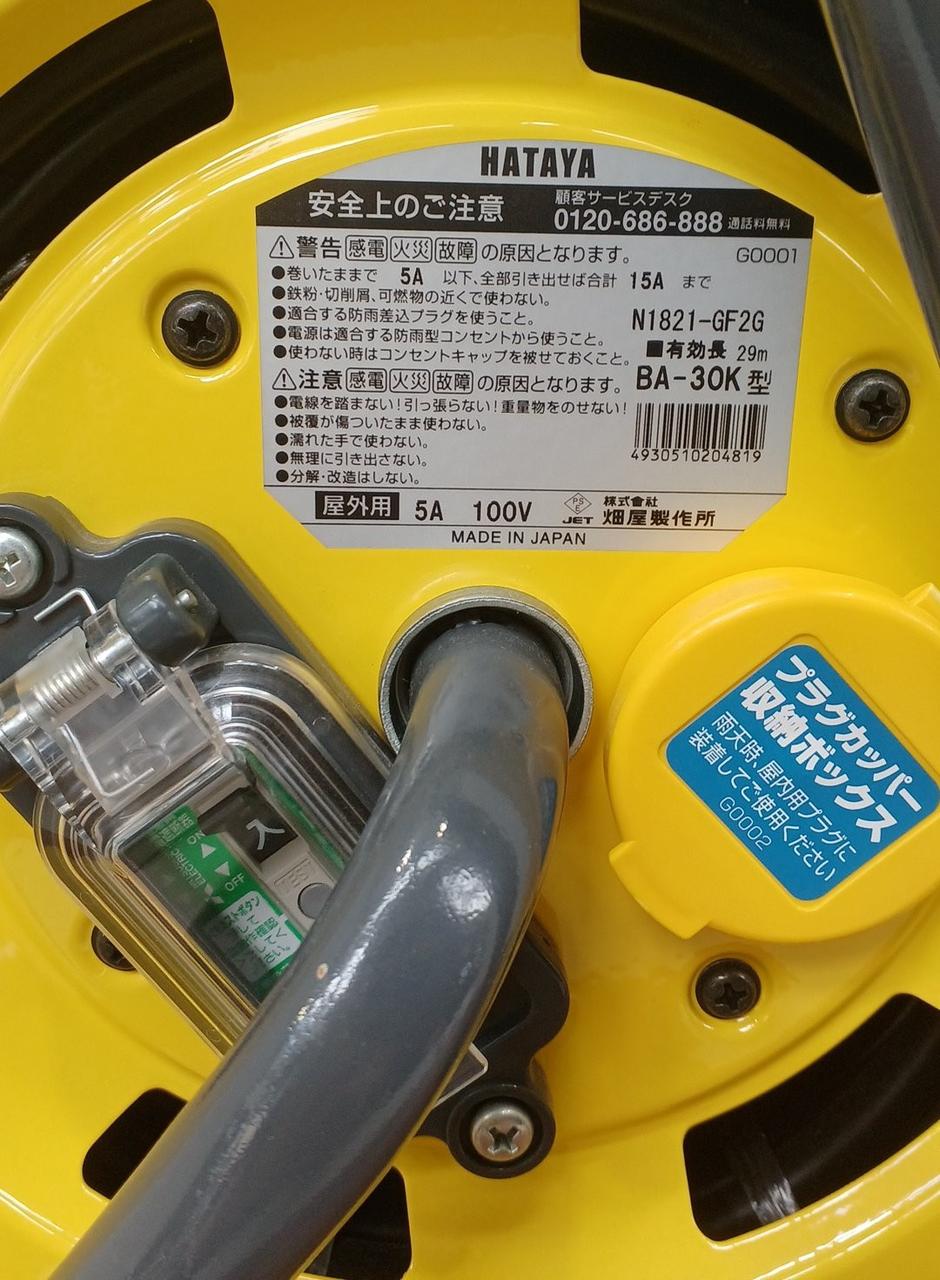 HATAYA
安全上のご注意
顧客サービスデスク
0120-686-888 通話料無料
⚠警告 感電 火災 故障 の原因となります。
G0001
●巻いたままで 5A 以下、全部引き出せば合計 15A まで
●鉄粉・切削屑、可燃物の近くで使わない。
●適合する防雨差込プラグを使うこと。
●電源は適合する防雨型コンセントから使うこと。
●使わない時はコンセントキャップを被せておくこと。
N1821-GF2G
■有効長 29m
BA-30K 型
⚠注意 感電 火災 故障 の原因となります。
●電線を踏まない!引っ張らない!重量物をのせない!
●被覆が傷ついたまま使わない。
●濡れた手で使わない。
●無理に引き出さない。
●分解・改造はしない。
4930510204819
屋外用 5A 100V
PS
E
JET
株式會社
畑屋製作所
MADE IN JAPAN
プラグカッパー
収納ボックス
雨天時、屋内用プラグに
装着してご使用ください
G0002
入
ON
OFF